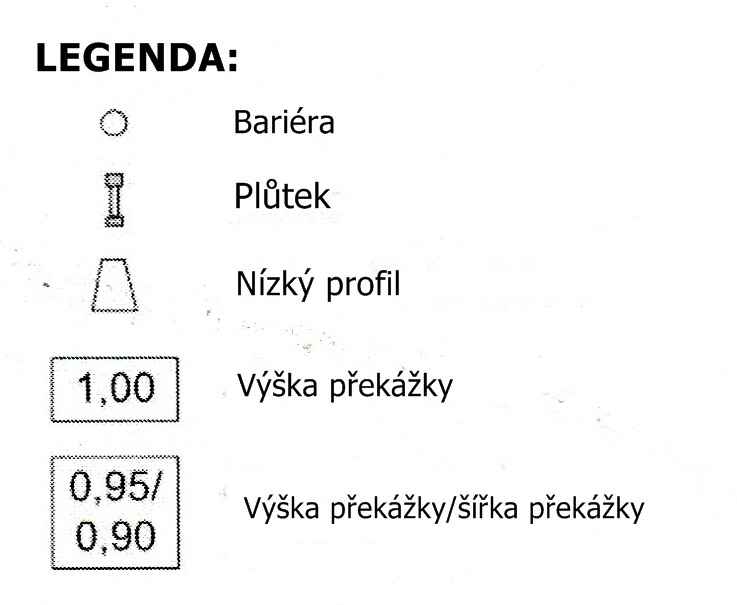 LEGENDA:
Bariéra
Plůtek
Nízký profil
1,00 Výška překážky
0,95/
0,90 Výška překážky/šířka překážky